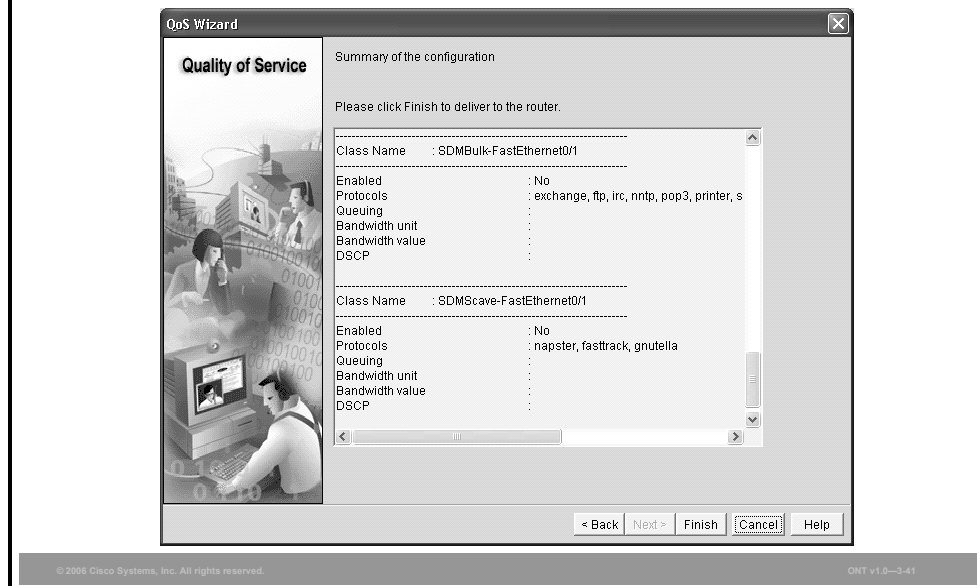 QoS Wizard
Quality of Service
Summary of the configuration
Please click Finish to deliver to the router.
Class Name : SDMBulk-FastEthernet0/1
Enabled : No
Protocols : exchange, ftp, irc, nntp, pop3, printer, s
Queuing :
Bandwidth unit :
Bandwidth value :
DSCP :
Class Name : SDMScave-FastEthernet0/1
Enabled : No
Protocols : napster, fasttrack, gnutella
Queuing :
Bandwidth unit :
Bandwidth value :
DSCP :
< Back Next > Finish Cancel Help
© 2006 Cisco Systems, Inc. All rights reserved. ONT v1.0—3-41